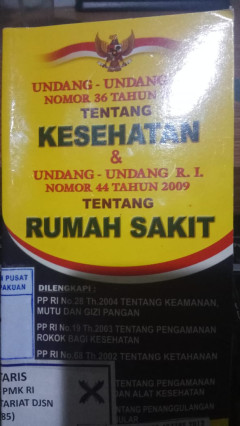 UNDANG - UNDANG
NOMOR 36 TAHUN
TENTANG
KESEHATAN
&
UNDANG - UNDANG R. I.
NOMOR 44 TAHUN 2009
TENTANG
RUMAH SAKIT
DILENGKAPI :
PP RI No.28 Th.2004 TENTANG KEAMANAN,
MUTU DAN GIZI PANGAN
PP RI No.19 Th.2003 TENTANG PENGAMANAN
ROKOK BAGI KESEHATAN
PP RI No.68 Th.2002 TENTANG KETAHANAN
TENTANG PENGAMANAN
DAN ALAT KESEHATAN
TENTANG PENANGGULANGAN
PUSAT
PAKUAN
TARIS
PMK RI
TARIAT DJSN